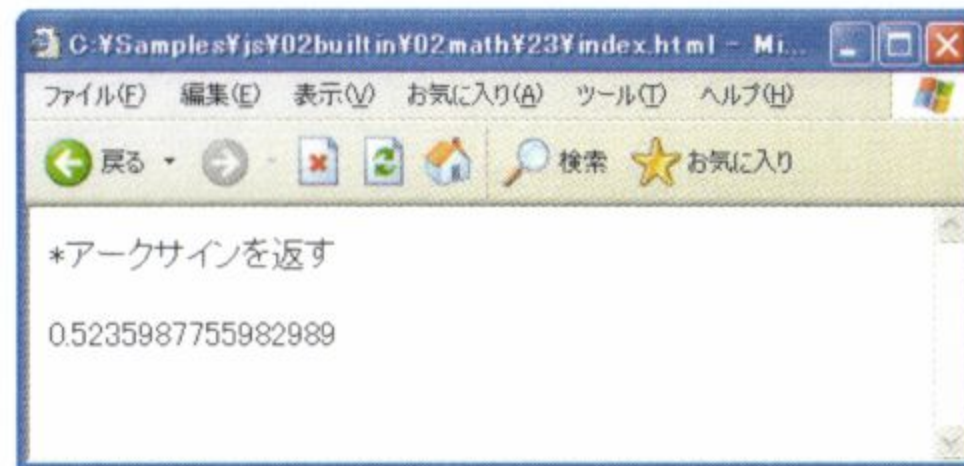 C:¥Samples¥js¥02builtin¥02math¥23¥index.html - Mi...
ファイル(F) 編集(E) 表示(V) お気に入り(A) ツール(T) ヘルプ(H)
戻る 検索 お気に入り
*アークサインを返す
0.5235987755982989